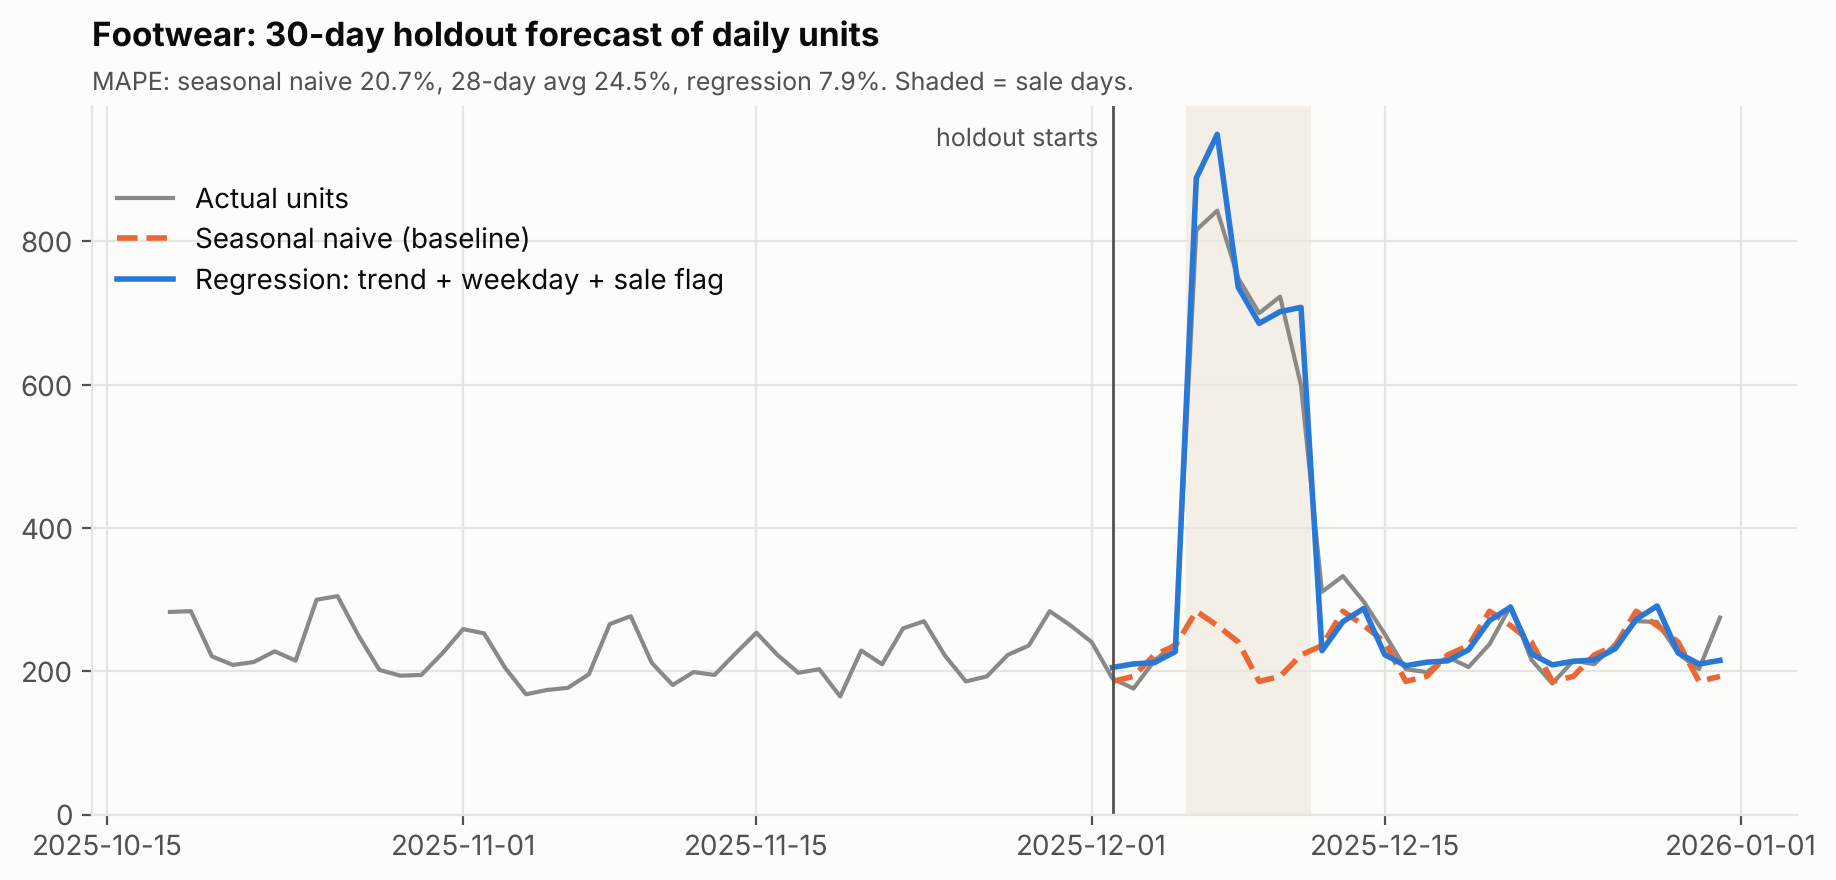 Footwear: 30-day holdout forecast of daily units
MAPE: seasonal naive 20.7%, 28-day avg 24.5%, regression 7.9%. Shaded = sale days.
holdout starts
Actual units
Seasonal naive (baseline)
Regression: trend + weekday + sale flag
800
600
400
200
0
2025-10-15
2025-11-01
2025-11-15
2025-12-01
2025-12-15
2026-01-01